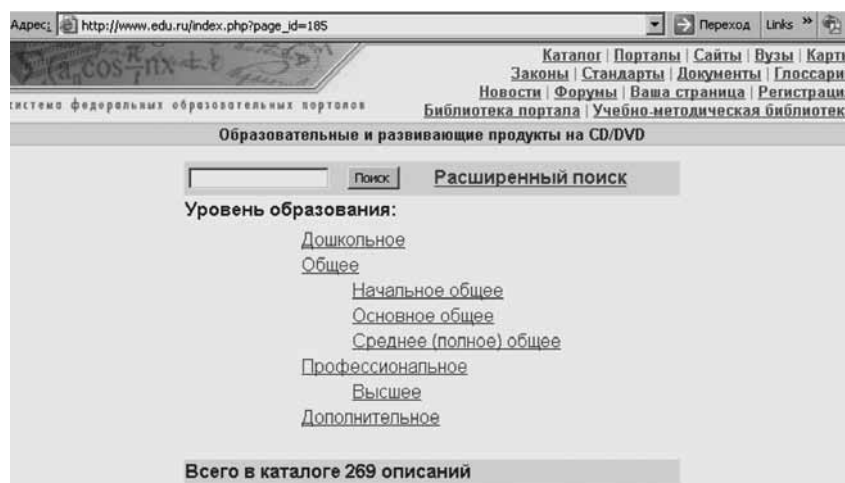 Адрес: http://www.edu.ru/index.php?page_id=185 Переход Links »
Каталог | Порталы | Сайты | Вузы | Карты
Законы | Стандарты | Документы | Глоссари
Новости | Форумы | Ваша страница | Регистраци
система федеральных образовательных порталов
Библиотека портала | Учебно-методическая библиотек
Образовательные и развивающие продукты на CD/DVD
Поиск Расширенный поиск
Уровень образования:
Дошкольное
Общее
Начальное общее
Основное общее
Среднее (полное) общее
Профессиональное
Высшее
Дополнительное
Всего в каталоге 269 описаний